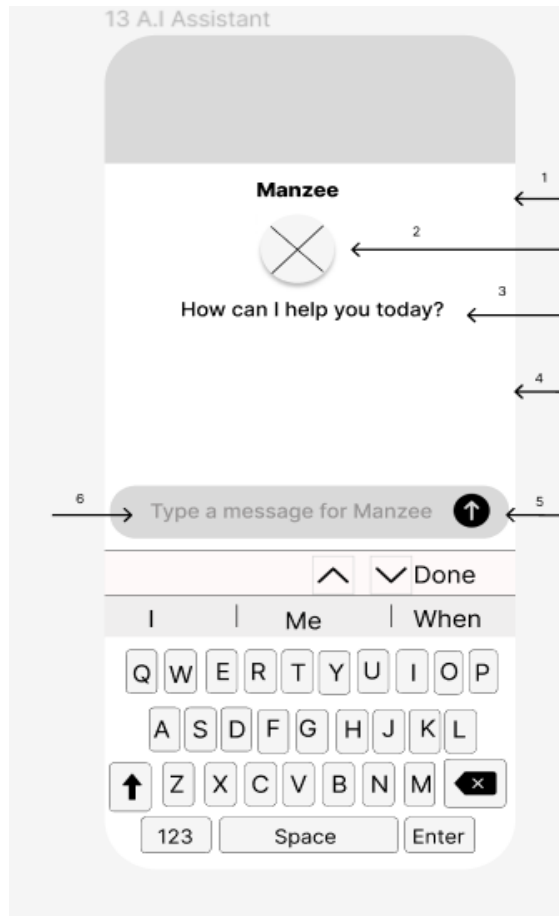 13 A.I Assistant
Manzee
1
2
How can I help you today?
3
4
6
Type a message for Manzee
5
Done
I | Me | When
Q W E R T Y U I O P
A S D F G H J K L
Z X C V B N M
123 Space Enter